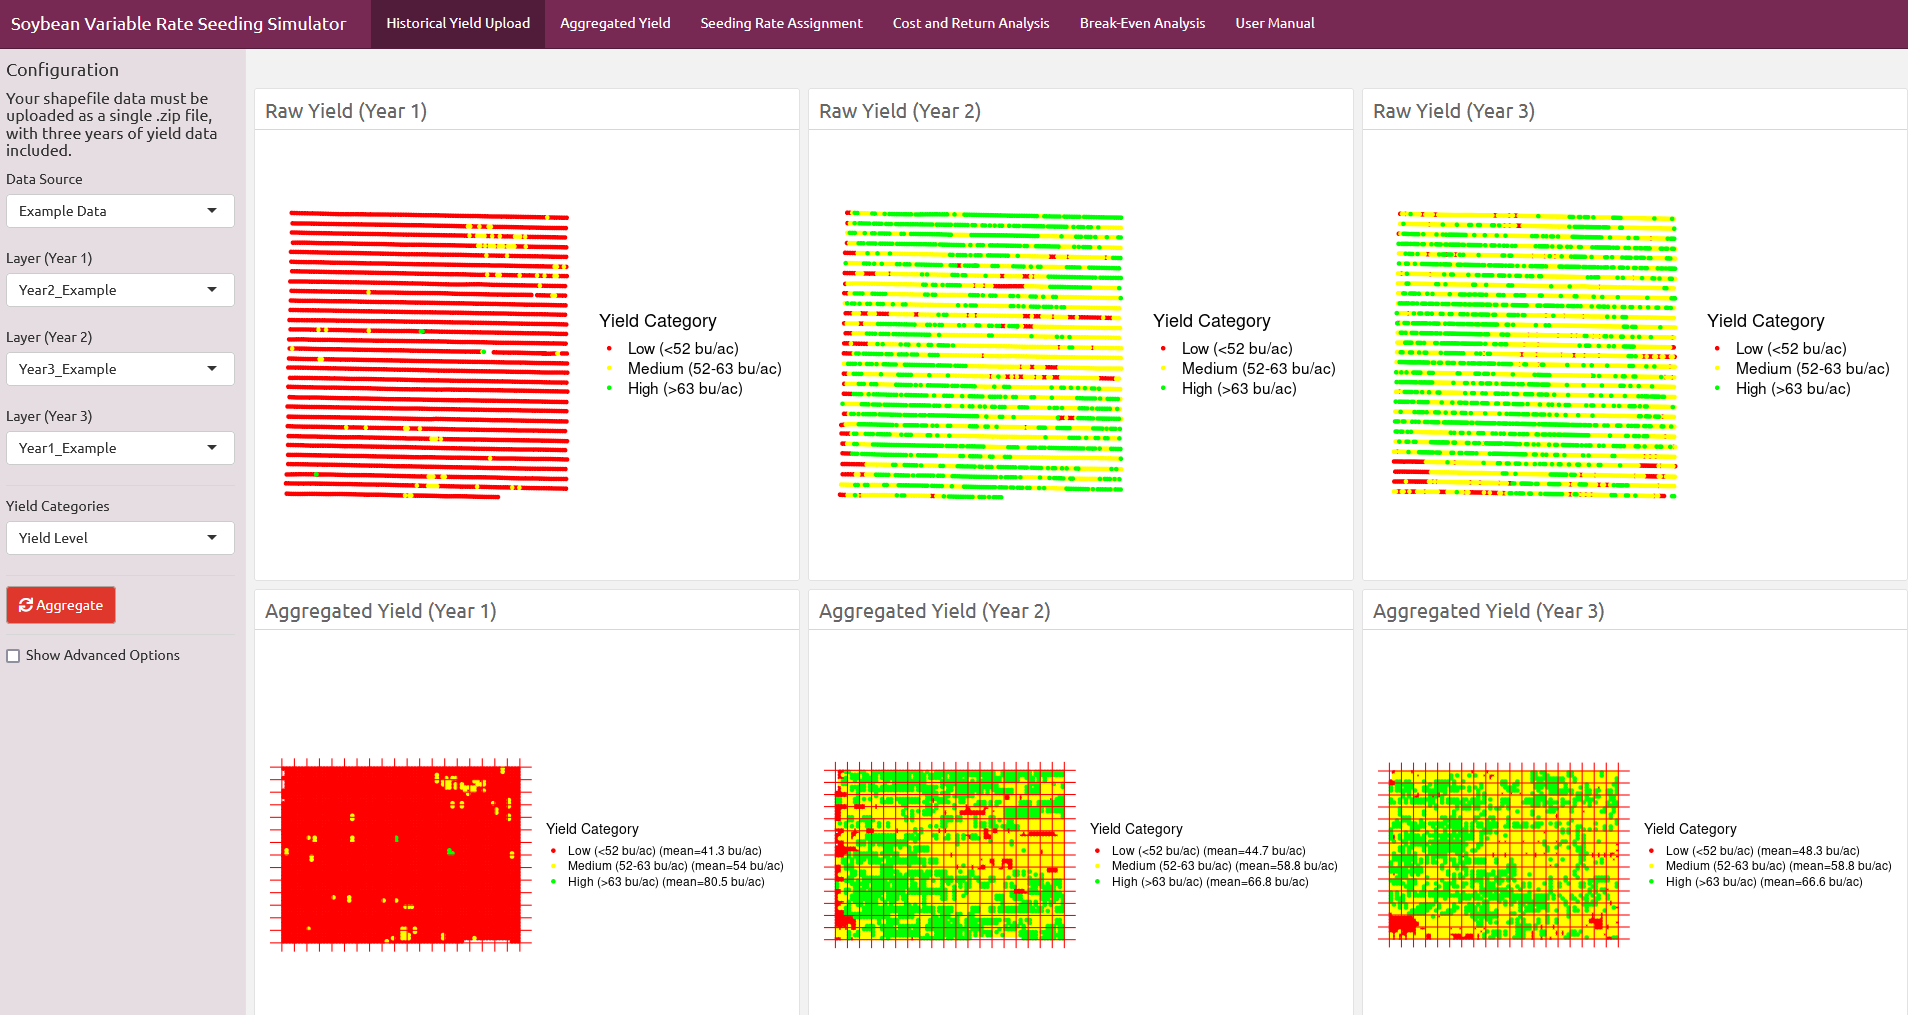 Soybean Variable Rate Seeding Simulator
Historical Yield Upload
Aggregated Yield
Seeding Rate Assignment
Cost and Return Analysis
Break-Even Analysis
User Manual
Configuration
Your shapefile data must be
uploaded as a single .zip file,
with three years of yield data
included.
Data Source
Example Data
Layer (Year 1)
Year2_Example
Layer (Year 2)
Year3_Example
Layer (Year 3)
Year1_Example
Yield Categories
Yield Level
Aggregate
Show Advanced Options
Raw Yield (Year 1)
Yield Category
Low (<52 bu/ac)
Medium (52-63 bu/ac)
High (>63 bu/ac)
Raw Yield (Year 2)
Yield Category
Low (<52 bu/ac)
Medium (52-63 bu/ac)
High (>63 bu/ac)
Raw Yield (Year 3)
Yield Category
Low (<52 bu/ac)
Medium (52-63 bu/ac)
High (>63 bu/ac)
Aggregated Yield (Year 1)
Yield Category
Low (<52 bu/ac) (mean=41.3 bu/ac)
Medium (52-63 bu/ac) (mean=54 bu/ac)
High (>63 bu/ac) (mean=80.5 bu/ac)
Aggregated Yield (Year 2)
Yield Category
Low (<52 bu/ac) (mean=44.7 bu/ac)
Medium (52-63 bu/ac) (mean=58.8 bu/ac)
High (>63 bu/ac) (mean=66.8 bu/ac)
Aggregated Yield (Year 3)
Yield Category
Low (<52 bu/ac) (mean=48.3 bu/ac)
Medium (52-63 bu/ac) (mean=58.8 bu/ac)
High (>63 bu/ac) (mean=66.6 bu/ac)